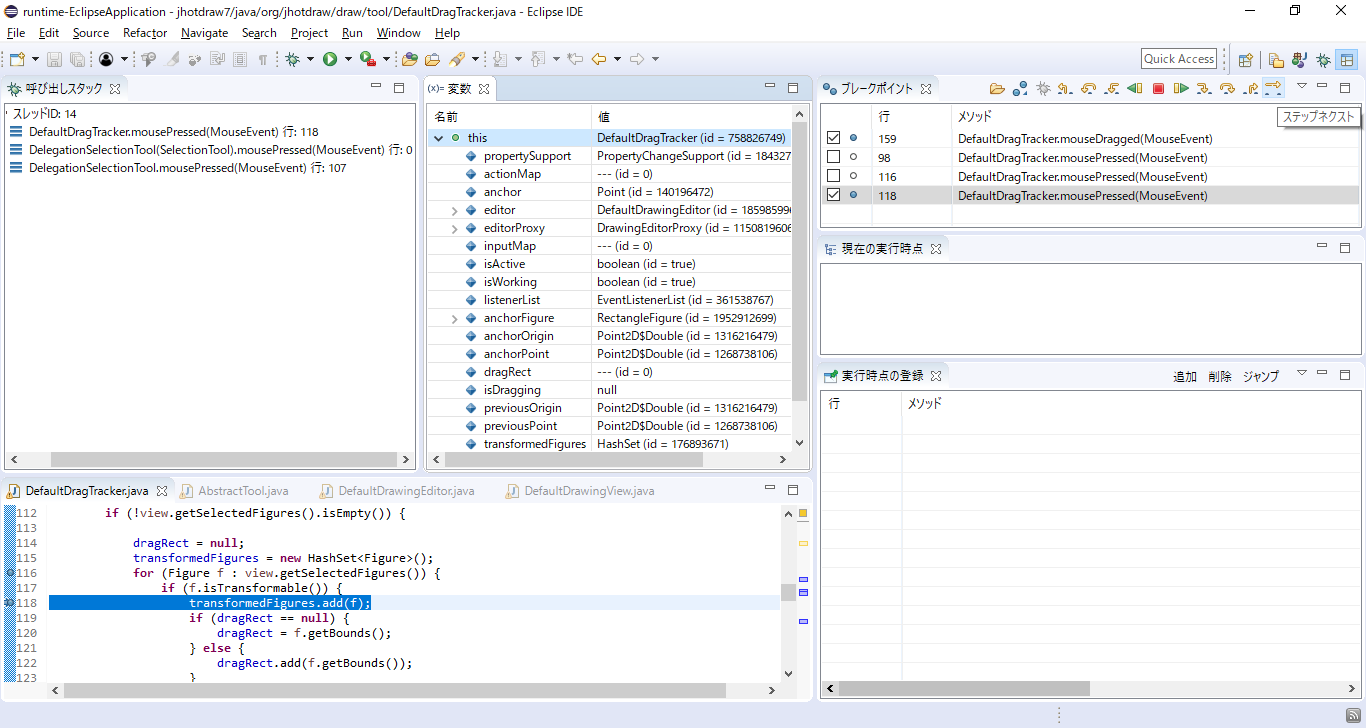 runtime-EclipseApplication - jhotdraw7/java/org/jhotdraw/draw/tool/DefaultDragTracker.java - Eclipse IDE
File Edit Source Refactor Navigate Search Project Run Window Help
Quick Access
呼び出しスタック
スレッドID: 14
DefaultDragTracker.mousePressed(MouseEvent) 行: 118
DelegationSelectionTool(SelectionTool).mousePressed(MouseEvent) 行: 0
DelegationSelectionTool.mousePressed(MouseEvent) 行: 107
(x)= 変数
名前 値
this DefaultDragTracker (id = 758826749)
propertySupport PropertyChangeSupport (id = 184327
actionMap --- (id = 0)
anchor Point (id = 140196472)
editor DefaultDrawingEditor (id = 185985996
editorProxy DrawingEditorProxy (id = 1150819606
inputMap --- (id = 0)
isActive boolean (id = true)
isWorking boolean (id = true)
listenerList EventListenerList (id = 361538767)
anchorFigure RectangleFigure (id = 1952912699)
anchorOrigin Point2D$Double (id = 1316216479)
anchorPoint Point2D$Double (id = 1268738106)
dragRect --- (id = 0)
isDragging null
previousOrigin Point2D$Double (id = 1316216479)
previousPoint Point2D$Double (id = 1268738106)
transformedFigures HashSet (id = 176893671)
ブレークポイント
ステップネクスト
行 メソッド
159 DefaultDragTracker.mouseDragged(MouseEvent)
98 DefaultDragTracker.mousePressed(MouseEvent)
116 DefaultDragTracker.mousePressed(MouseEvent)
118 DefaultDragTracker.mousePressed(MouseEvent)
現在の実行時点
実行時点の登録 追加 削除 ジャンプ
行 メソッド
DefaultDragTracker.java AbstractTool.java DefaultDrawingEditor.java DefaultDrawingView.java
112 if (!view.getSelectedFigures().isEmpty()) {
113
114 dragRect = null;
115 transformedFigures = new HashSet<Figure>();
116 for (Figure f : view.getSelectedFigures()) {
117 if (f.isTransformable()) {
118 transformedFigures.add(f);
119 if (dragRect == null) {
120 dragRect = f.getBounds();
121 } else {
122 dragRect.add(f.getBounds());
123 }